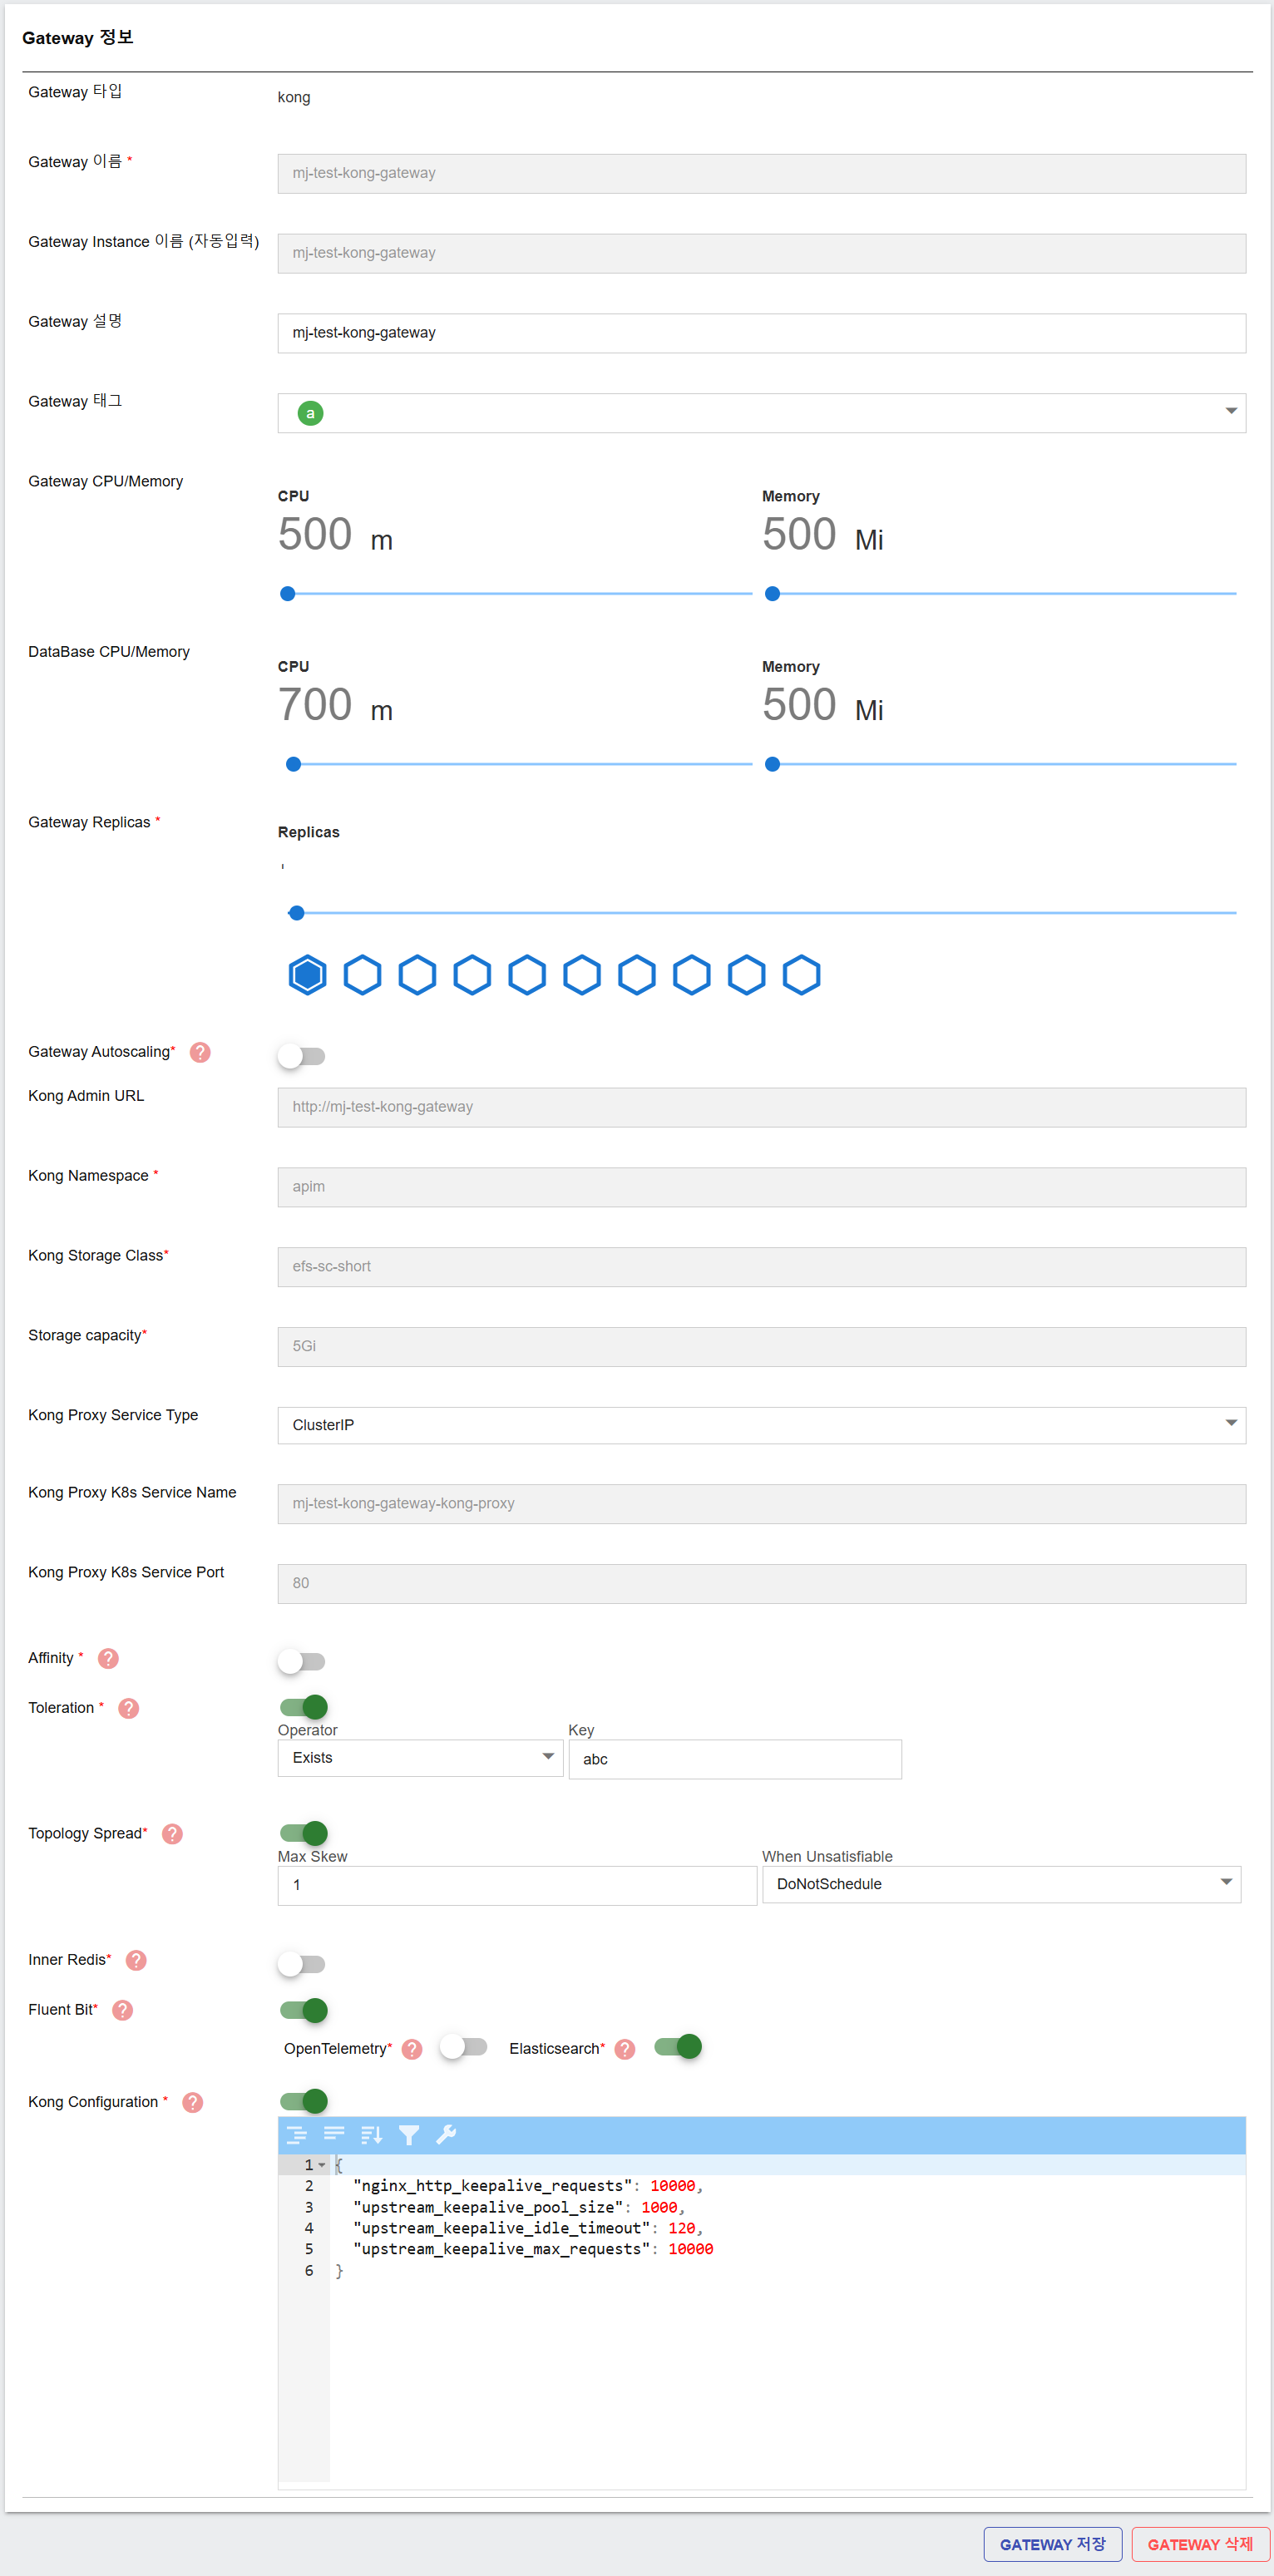 Gateway 정보
Gateway 타입
kong
Gateway 이름 *
mj-test-kong-gateway
Gateway Instance 이름 (자동입력)
mj-test-kong-gateway
Gateway 설명
mj-test-kong-gateway
Gateway 태그
a
Gateway CPU/Memory
CPU
Memory
500 m
500 Mi
DataBase CPU/Memory
CPU
Memory
700 m
500 Mi
Gateway Replicas *
Replicas
Gateway Autoscaling* ?
Kong Admin URL
http://mj-test-kong-gateway
Kong Namespace *
apim
Kong Storage Class*
efs-sc-short
Storage capacity*
5Gi
Kong Proxy Service Type
ClusterIP
Kong Proxy K8s Service Name
mj-test-kong-gateway-kong-proxy
Kong Proxy K8s Service Port
80
Affinity * ?
Toleration * ?
Operator
Key
Exists
abc
Topology Spread* ?
Max Skew
When Unsatisfiable
1
DoNotSchedule
Inner Redis* ?
Fluent Bit* ?
OpenTelemetry* ?
Elasticsearch* ?
Kong Configuration * ?
1 {
2 "nginx_http_keepalive_requests": 10000,
3 "upstream_keepalive_pool_size": 1000,
4 "upstream_keepalive_idle_timeout": 120,
5 "upstream_keepalive_max_requests": 10000
6 }
GATEWAY 저장
GATEWAY 삭제